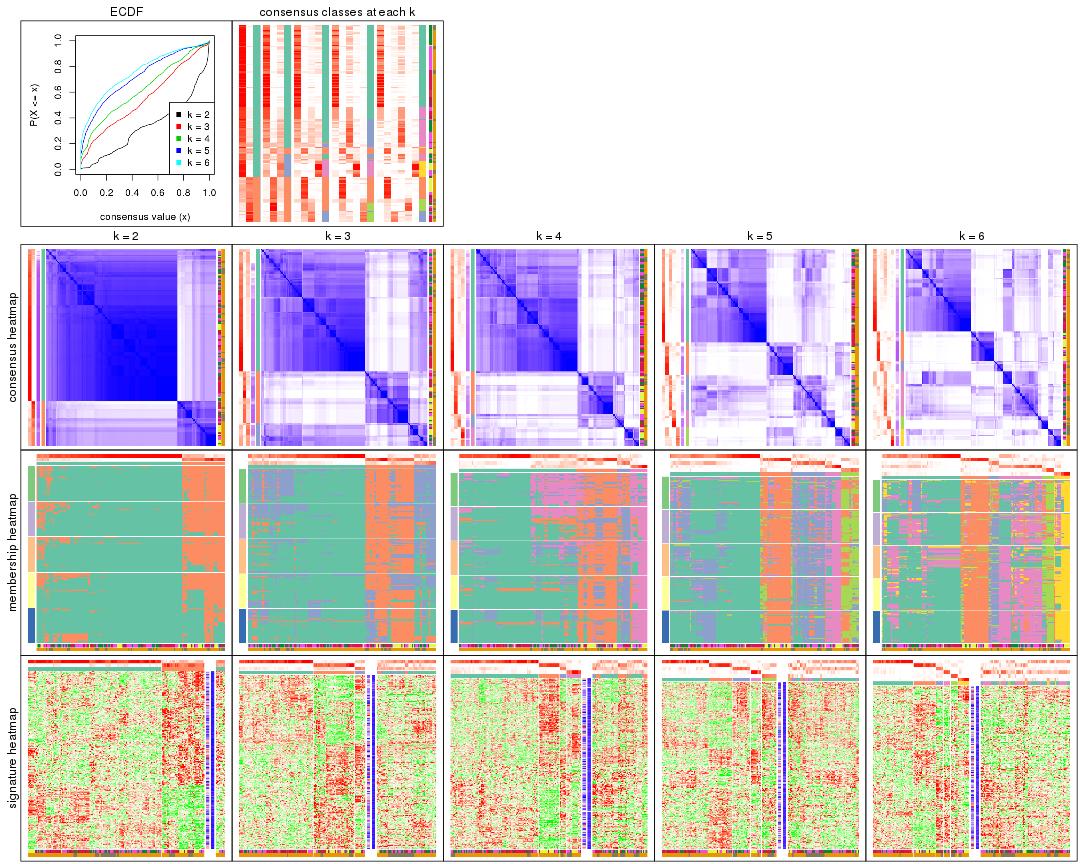 ECDF
consensus classes at each k
P(X <= x)
1.0
0.8
0.6
0.4
0.2
0.0
k = 2
k = 3
k = 4
k = 5
k = 6
0.0 0.2 0.4 0.6 0.8 1.0
consensus value (x)
k = 2
k = 3
k = 4
k = 5
k = 6
consensus heatmap
membership heatmap
signature heatmap